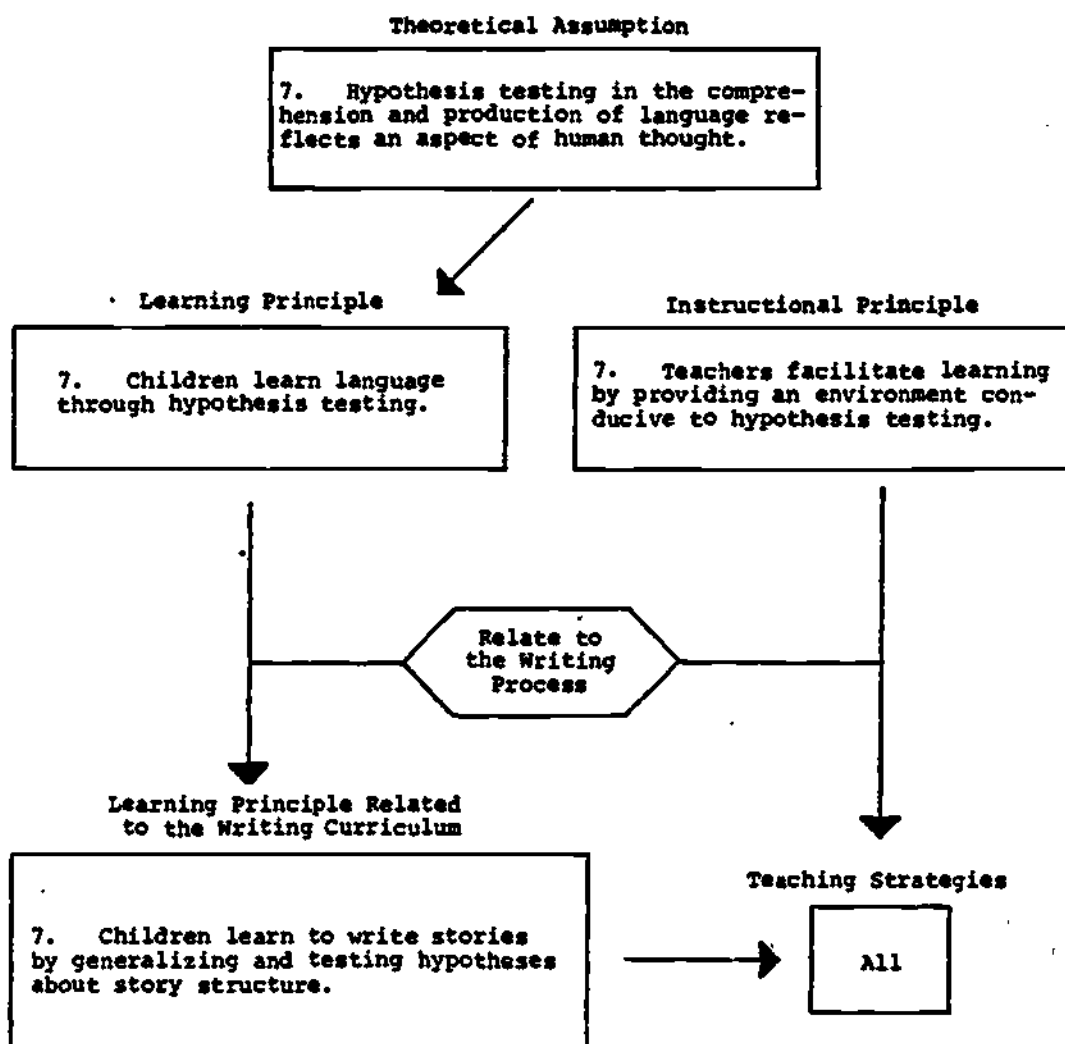 Theoretical Assumption
7. Hypothesis testing in the compre-
hension and production of language re-
flects an aspect of human thought.
Learning Principle
7. Children learn language
through hypothesis testing.
Instructional Principle
7. Teachers facilitate learning
by providing an environment con-
ducive to hypothesis testing.
Relate to
the Writing
Process
Learning Principle Related
to the Writing Curriculum
7. Children learn to write stories
by generalizing and testing hypotheses
about story structure.
Teaching Strategies
All